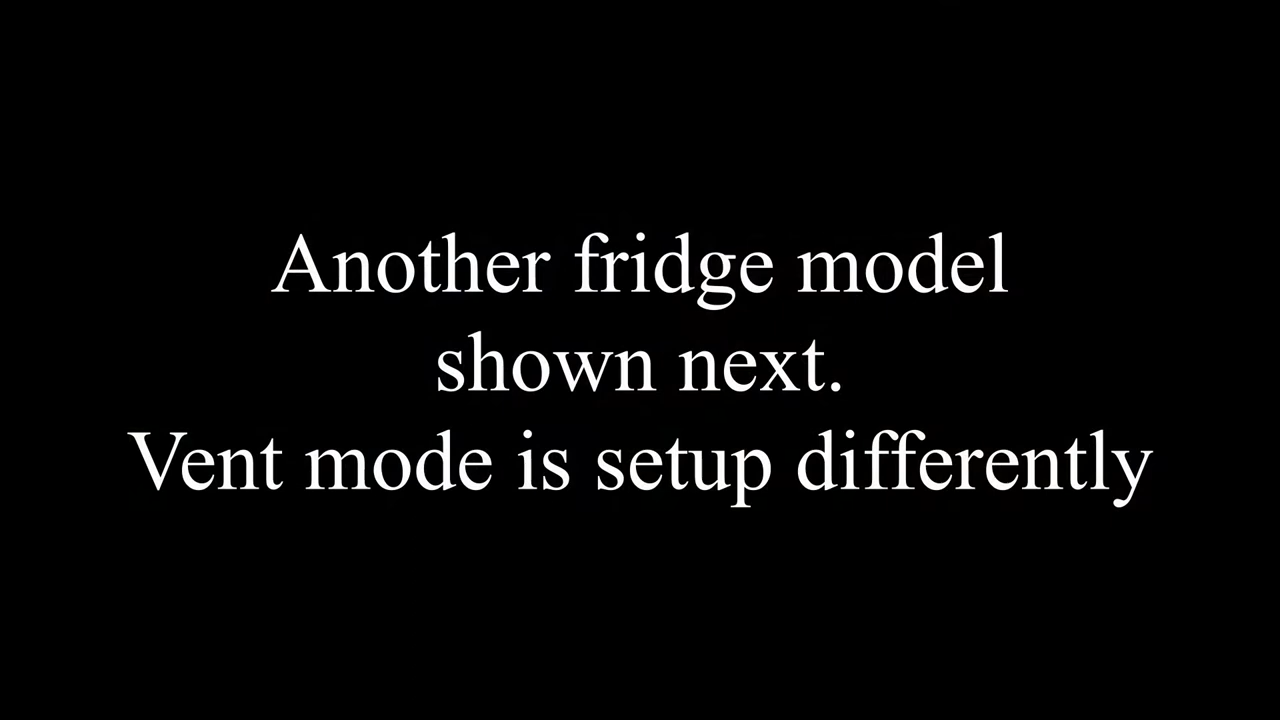 Another fridge model
shown next.
Vent mode is setup differently